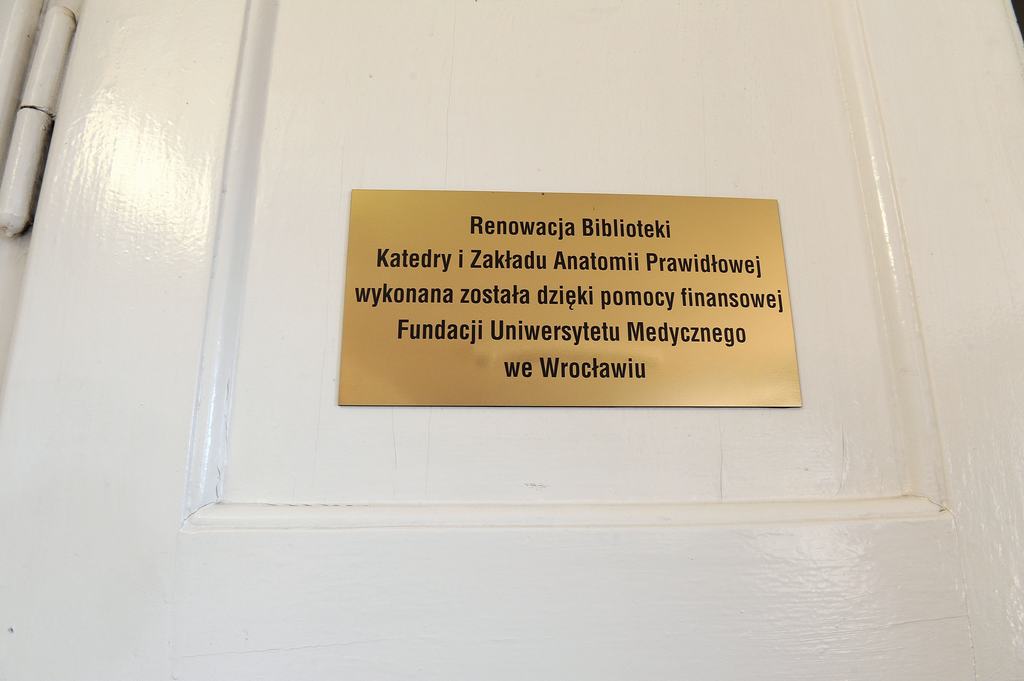 Renowacja Biblioteki
Katedry i Zakładu Anatomii Prawidłowej
wykonana została dzięki pomocy finansowej
Fundacji Uniwersytetu Medycznego
we Wrocławiu